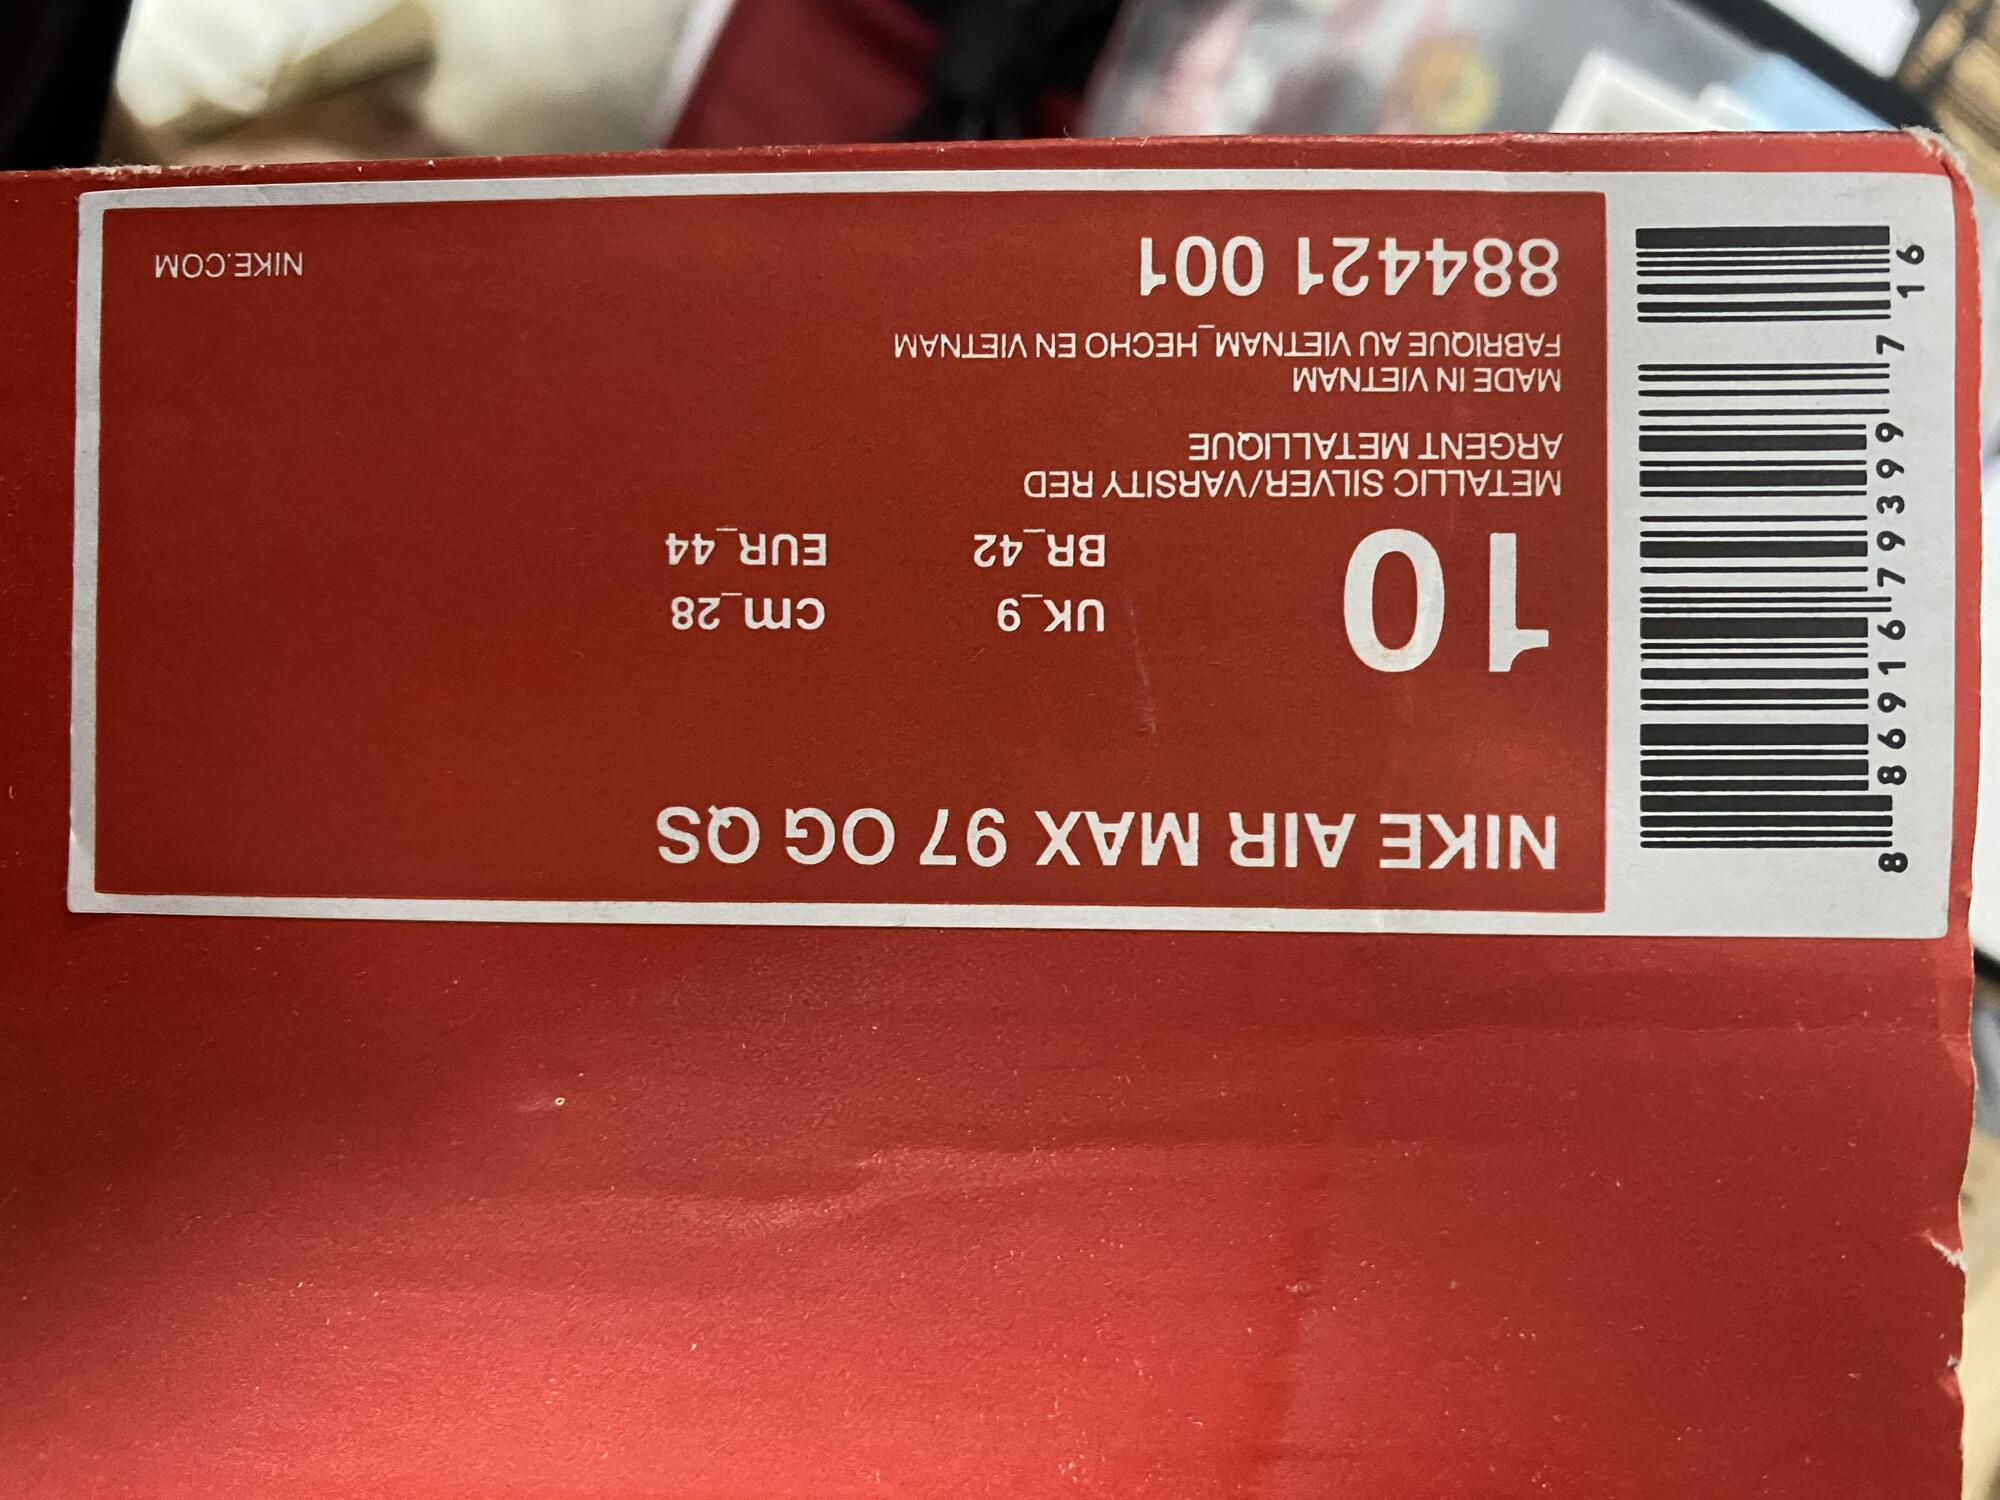 NIKE AIR MAX 97 OG QS
10
UK_9 cm_28
BR_42 EUR_44
METALLIC SILVER/VARSITY RED
ARGENT METALLIQUE
MADE IN VIETNAM
FABRIQUE AU VIETNAM_HECHO EN VIETNAM
884421 001
NIKE.COM
8 86916 79399 7 16